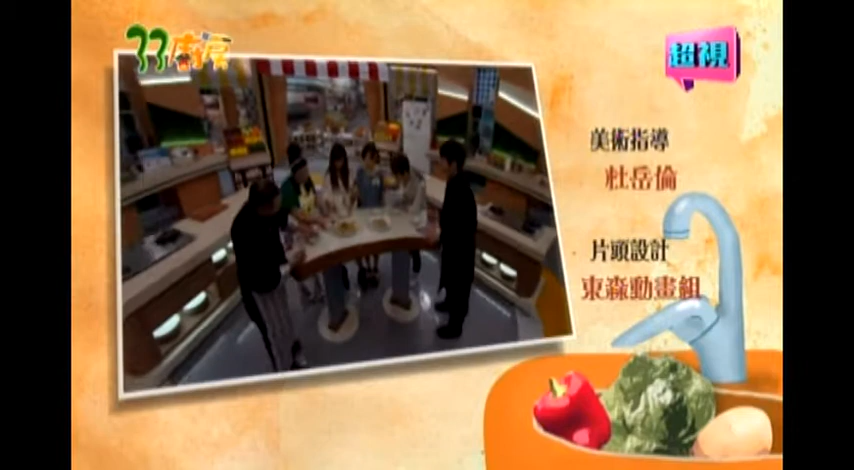 33廚房
超視
美術指導
杜岳倫
片頭設計
東森動畫組